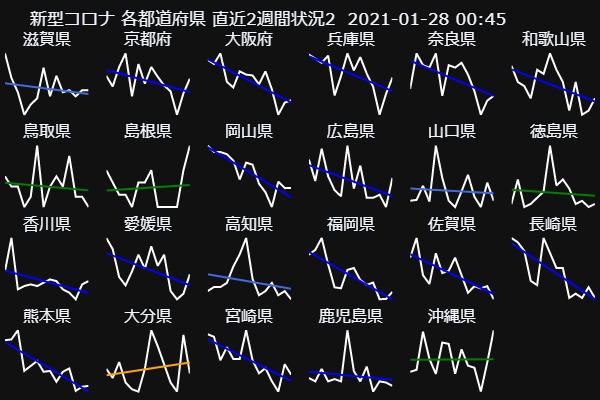 新型コロナ 各都道府県 直近2週間状況2 2021-01-28 00:45
滋賀県 京都府 大阪府 兵庫県 奈良県 和歌山県
鳥取県 島根県 岡山県 広島県 山口県 徳島県
香川県 愛媛県 高知県 福岡県 佐賀県 長崎県
熊本県 大分県 宮崎県 鹿児島県 沖縄県